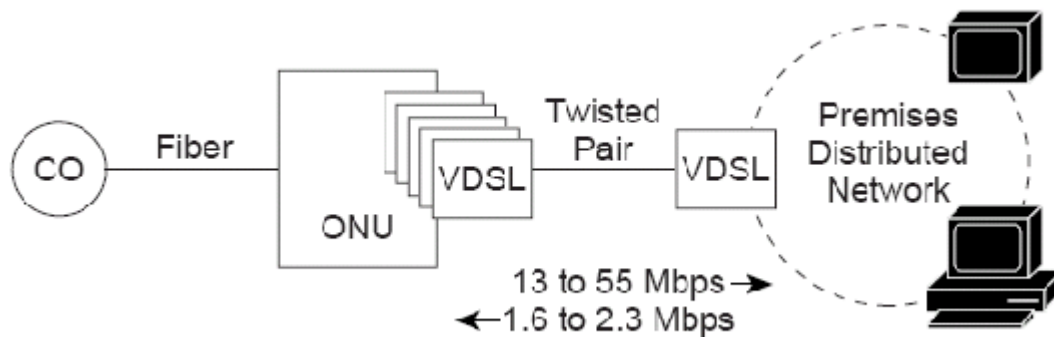 CO
Fiber
ONU
VDSL
Twisted
Pair
VDSL
Premises
Distributed
Network
13 to 55 Mbps
1.6 to 2.3 Mbps